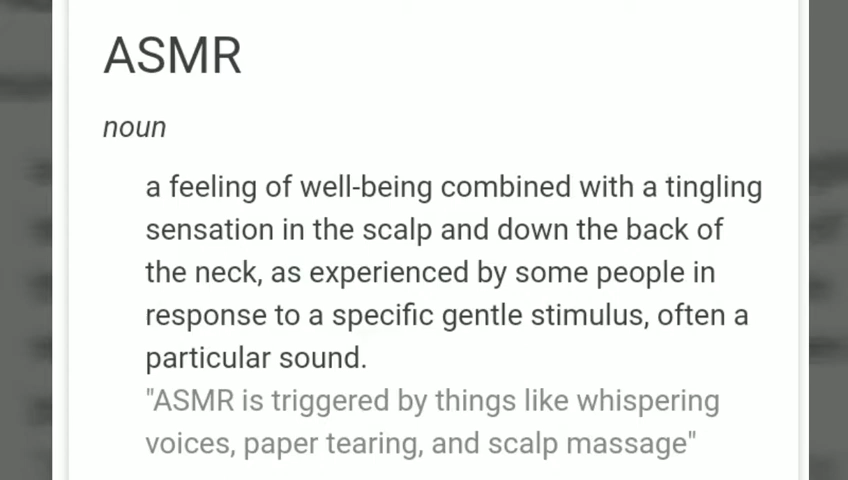 ASMR
noun
a feeling of well-being combined with a tingling
sensation in the scalp and down the back of
the neck, as experienced by some people in
response to a specific gentle stimulus, often a
particular sound.
"ASMR is triggered by things like whispering
voices, paper tearing, and scalp massage"